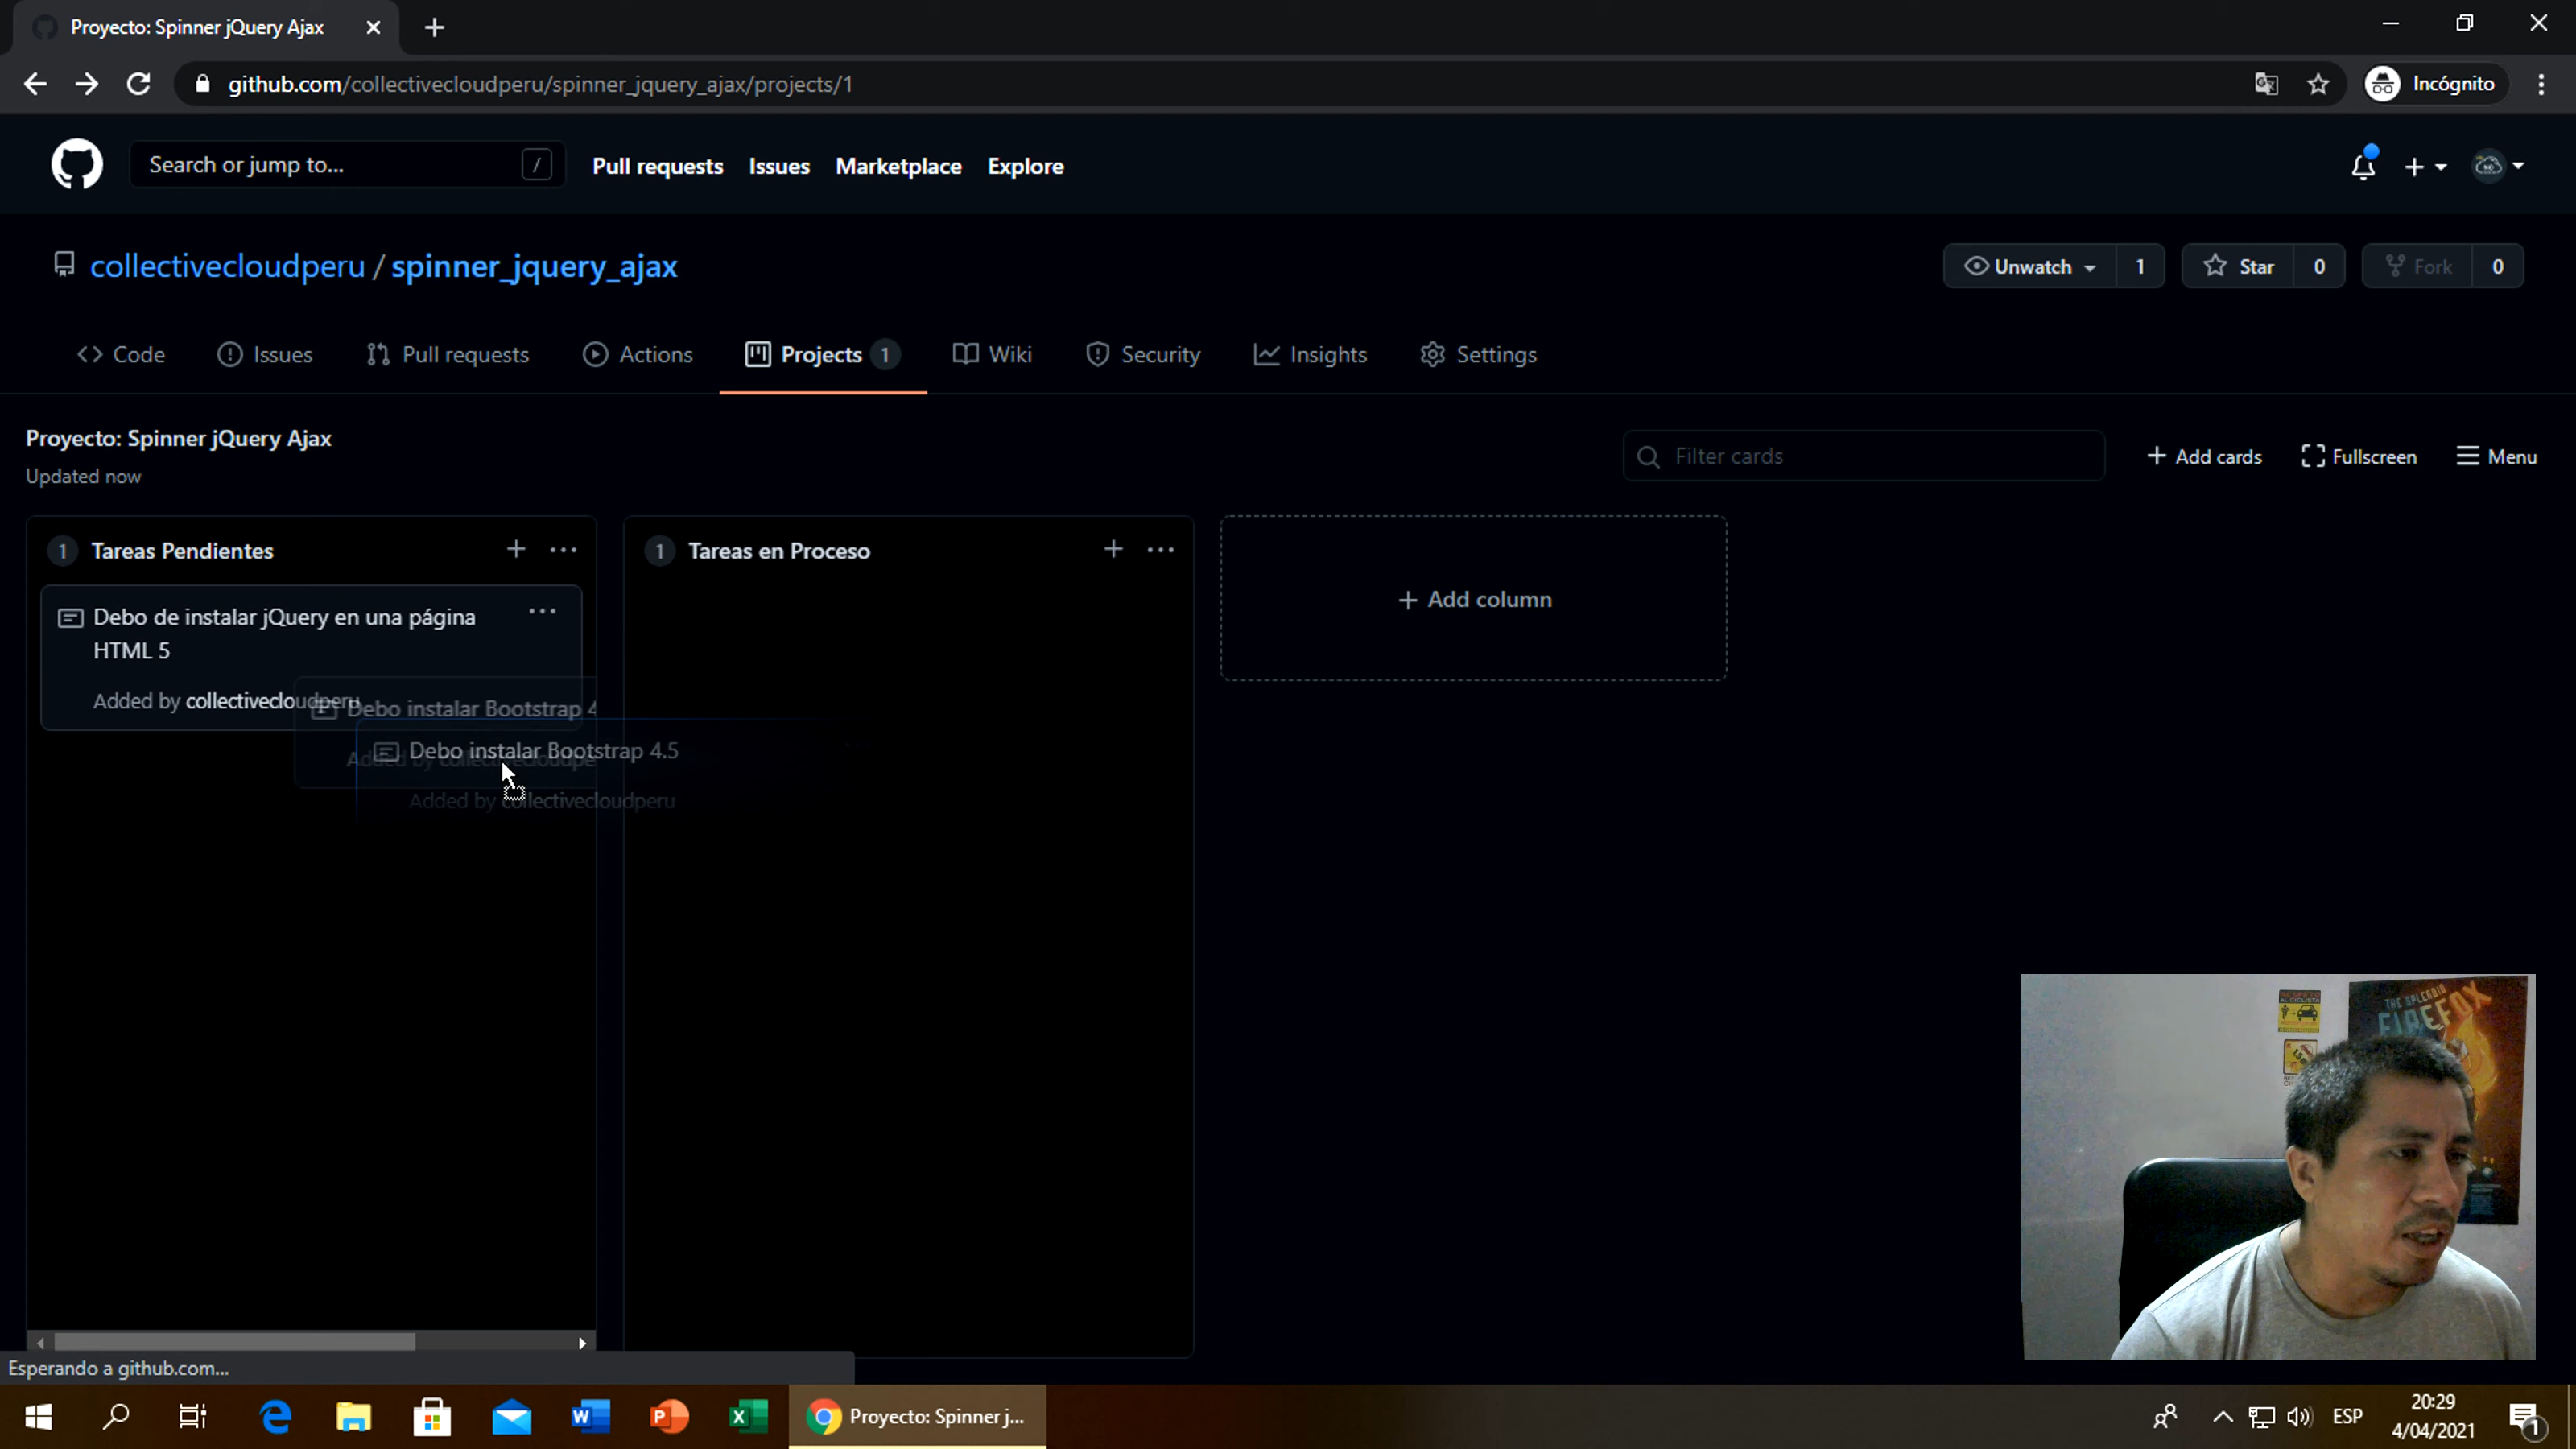 Proyecto: Spinner jQuery Ajax
github.com/collectivecloudperu/spinner_jquery_ajax/projects/1
Incógnito
Search or jump to...
/
Pull requests Issues Marketplace Explore
collectivecloudperu / spinner_jquery_ajax
Unwatch 1 Star 0 Fork 0
Code Issues Pull requests Actions Projects 1 Wiki Security Insights Settings
Proyecto: Spinner jQuery Ajax
Updated now
Filter cards
+ Add cards Fullscreen Menu
1 Tareas Pendientes + ...
Debo de instalar jQuery en una página
HTML 5
Added by collectivecloudperu
Debo instalar Bootstrap 4
Debo instalar Bootstrap 4.5
Added by collectivecloudperu
1 Tareas en Proceso + ...
+ Add column
THE SPLENDID
FIREFOX
Esperando a github.com...
Proyecto: Spinner j...
ESP
20:29
4/04/2021
1